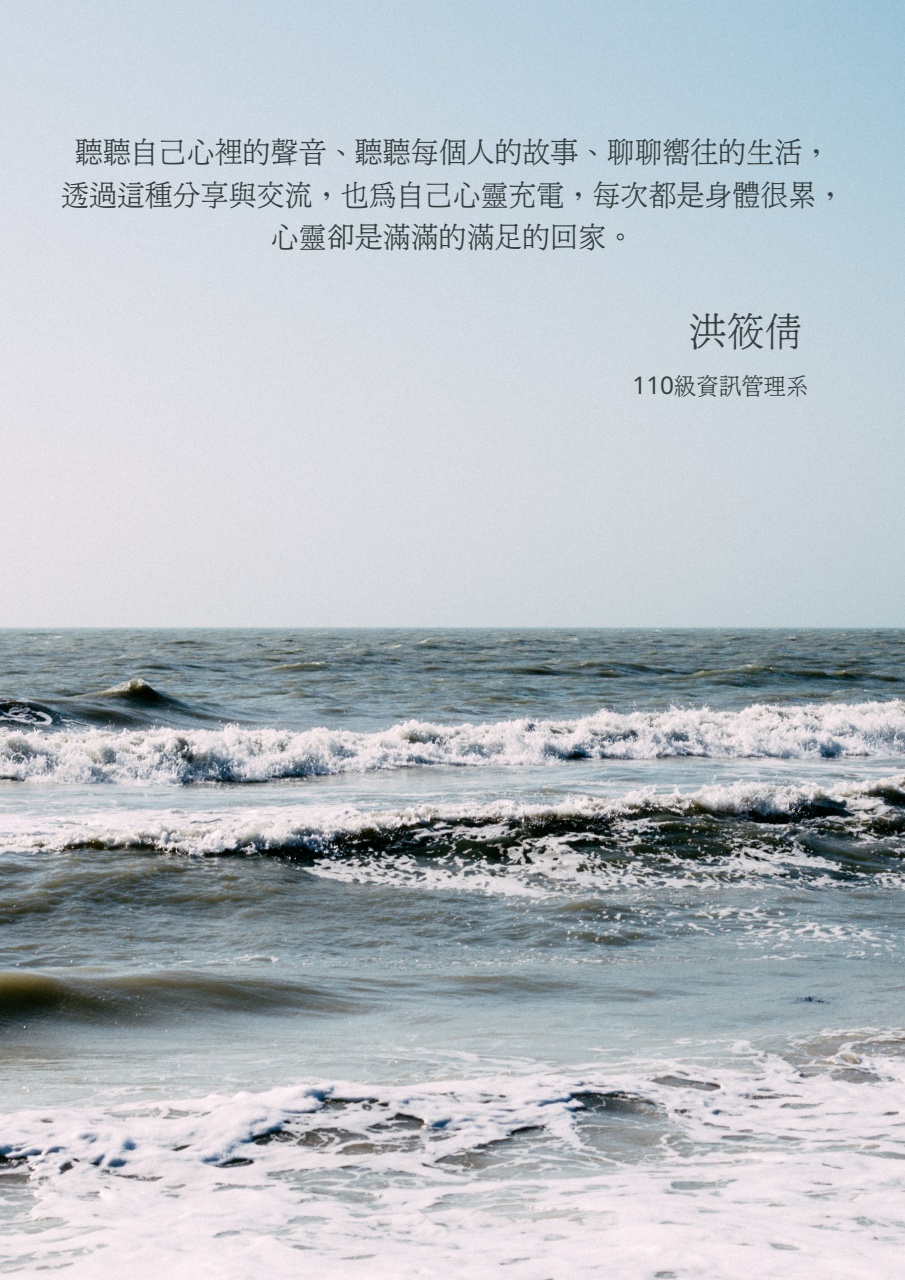 聽聽自己心裡的聲音、聽聽每個人的故事、聊聊嚮往的生活，
透過這種分享與交流，也為自己心靈充電，每次都是身體很累，
心靈卻是滿滿的滿足的回家。
洪筱倩
110級資訊管理系